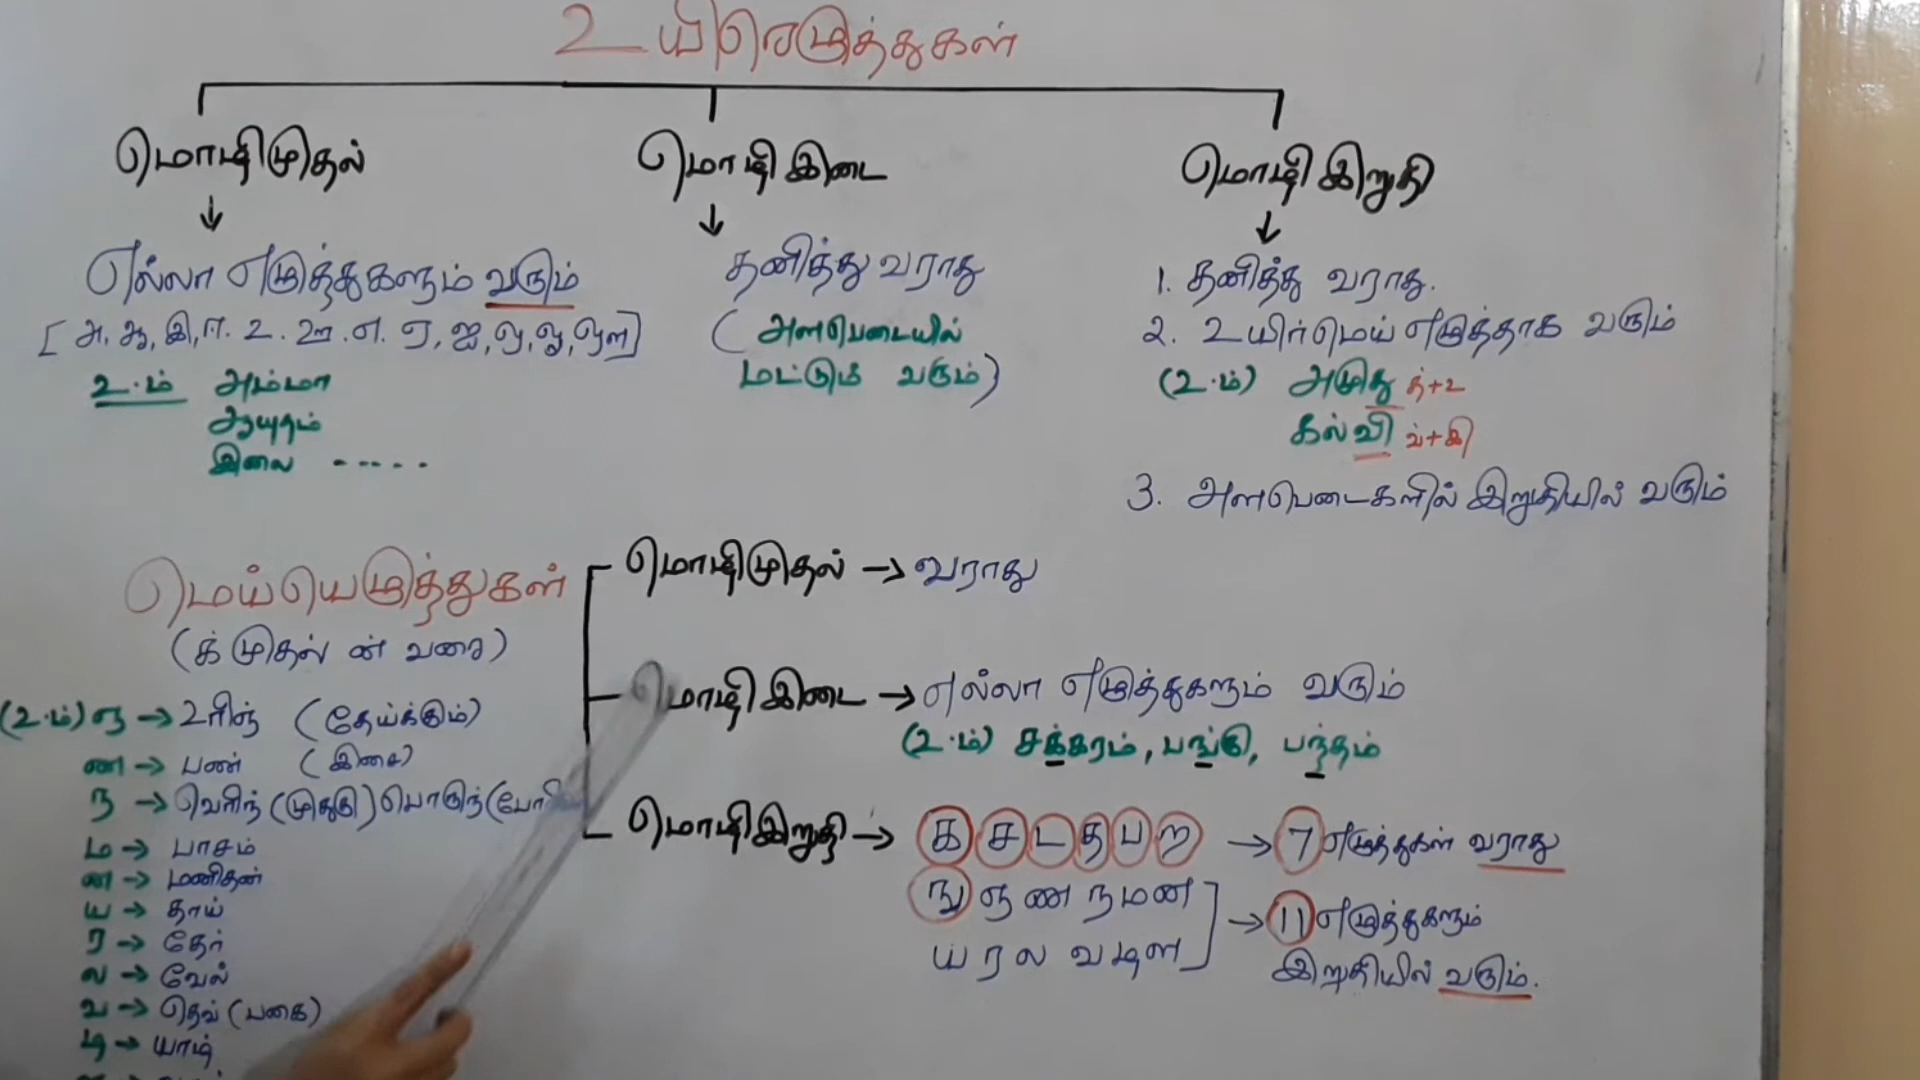 உயிரெழுத்துகள்
மொழிமுதல்
எல்லா எழுத்துகளும் வரும்
[அ, ஆ, இ, ஈ. உ. ஊ. எ. ஏ, ஐ, ஒ, ஓ, ஔ]
உ.ம் அம்மா
ஆயுதம்
இலை -----
மொழி இடை
தனித்து வராது
(அளபெடையில்
மட்டும் வரும்)
மொழி இறுதி
1. தனித்து வராது.
2. உயிர்மெய் எழுத்தாக வரும்
(உ.ம்) அமுது த்+உ
கல்வி வ்+இ
3. அளபெடைகளில் இறுதியில் வரும்
மெய்யெழுத்துகள்
(க் முதல் ன் வரை)
(உ.ம்) ஞ → உரிஞ் (தேய்க்கும்)
ண → பண் (இசை)
ந → வெரிந் (முதுகு) பொருந்
ம → பாசம்
ன → மனிதன்
ய → தாய்
ர → தேர்
ல → வேல்
வ → தெவ் (பகை)
ழ → யாழ்
மொழிமுதல் → வராது
மொழி இடை → எல்லா எழுத்துகளும் வரும்
(உ.ம்) சக்கரம், பங்கு, பந்தம்
மொழிஇறுதி → க ச ட த ப ற → 7 எழுத்துகள் வராது
ங ஞ ண ந ம ன
ய ர ல வ ழ ள → 11 எழுத்துகளும்
இறுதியில் வரும்.